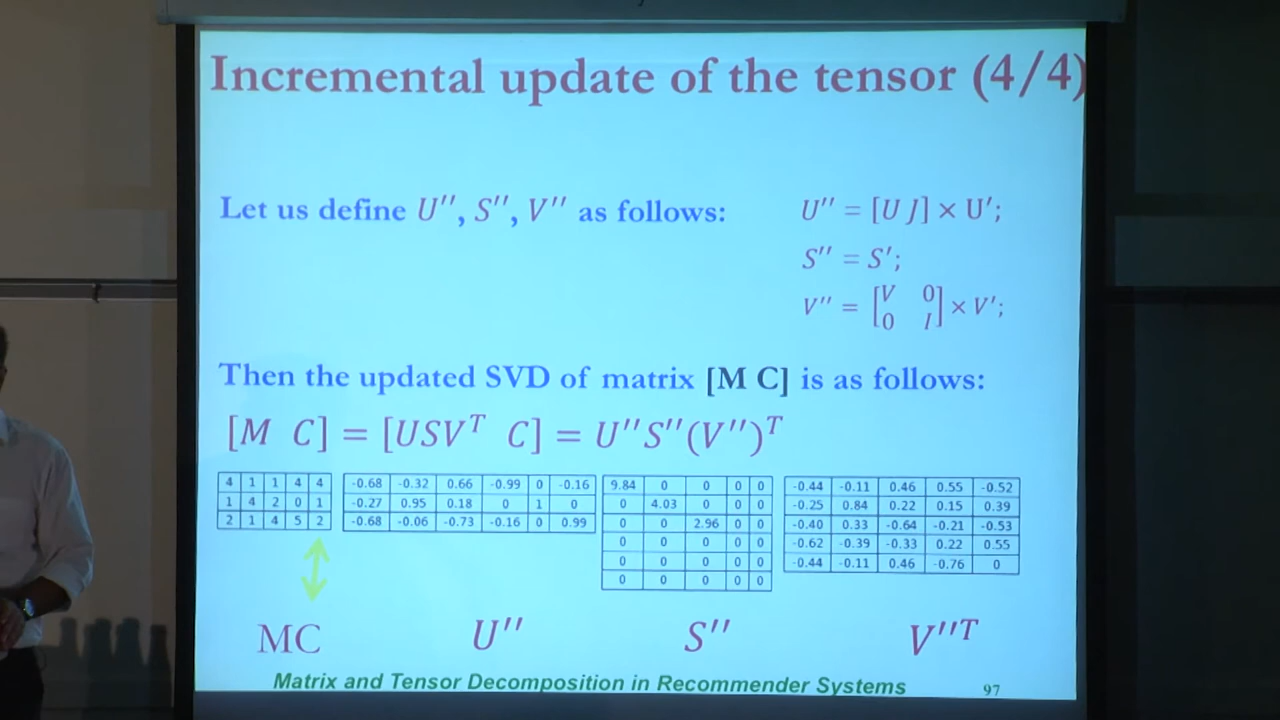 Incremental update of the tensor (4/4)
Let us define U′′, S′′, V′′ as follows:
U′′ = [U J] × U′;
S′′ = S′;
V′′ = [V 0
0 I] × V′;
Then the updated SVD of matrix [M C] is as follows:
[M C] = [USVᵀ C] = U′′S′′(V′′)ᵀ
4 1 1 4 4
1 4 2 0 1
2 1 4 5 2
-0.68 -0.32 0.66 -0.99 0 -0.16
-0.27 0.95 0.18 0 1 0
-0.68 -0.06 -0.73 -0.16 0 0.99
9.84 0 0 0 0
0 4.03 0 0 0
0 0 2.96 0 0
0 0 0 0 0
0 0 0 0 0
0 0 0 0 0
-0.44 -0.11 0.46 0.55 -0.52
-0.25 0.84 0.22 0.15 0.39
-0.40 0.33 -0.64 -0.21 -0.53
-0.62 -0.39 -0.33 0.22 0.55
-0.44 -0.11 0.46 -0.76 0
MC
U′′
S′′
V′′ᵀ
Matrix and Tensor Decomposition in Recommender Systems
97